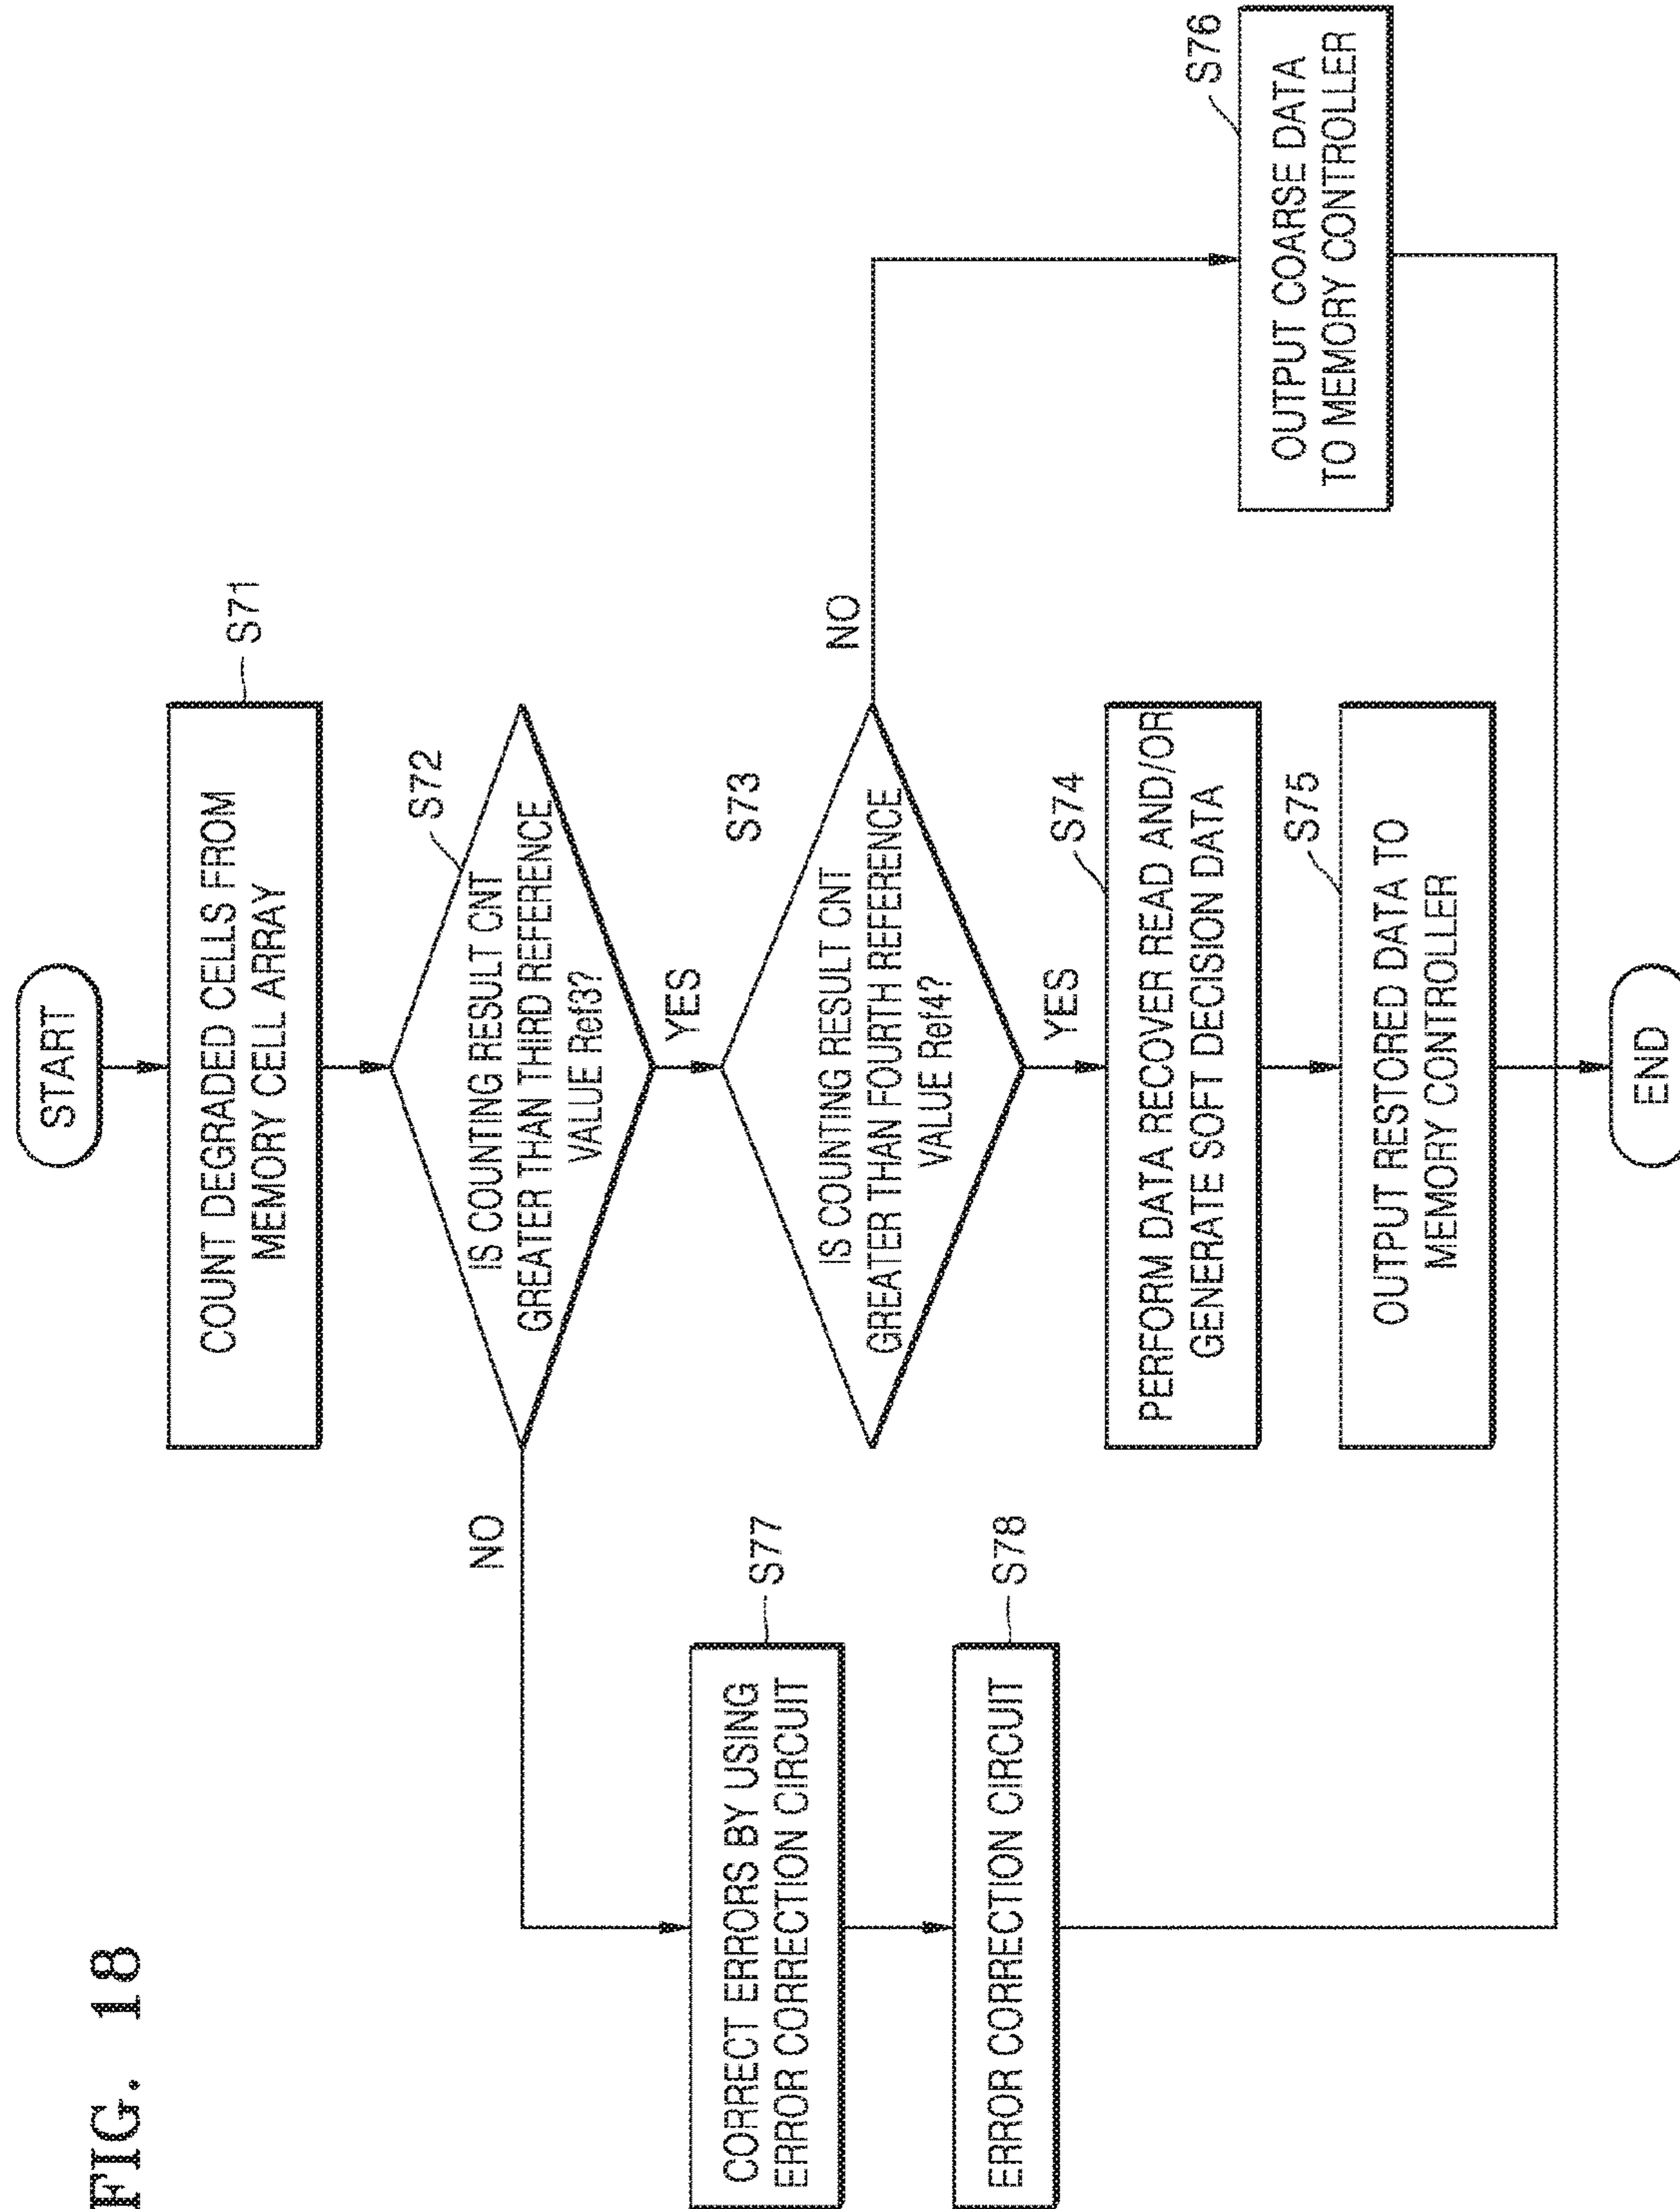 FIG. 18
START
COUNT DEGRADED CELLS FROM
MEMORY CELL ARRAY
S71
IS COUNTING RESULT CNT
GREATER THAN THIRD REFERENCE
VALUE Ref3?
S72
NO
YES
IS COUNTING RESULT CNT
GREATER THAN FOURTH REFERENCE
VALUE Ref4?
S73
NO
YES
CORRECT ERRORS BY USING
ERROR CORRECTION CIRCUIT
S77
ERROR CORRECTION CIRCUIT
S78
PERFORM DATA RECOVER READ AND/OR
GENERATE SOFT DECISION DATA
S74
OUTPUT RESTORED DATA TO
MEMORY CONTROLLER
S75
OUTPUT COARSE DATA
TO MEMORY CONTROLLER
S76
END